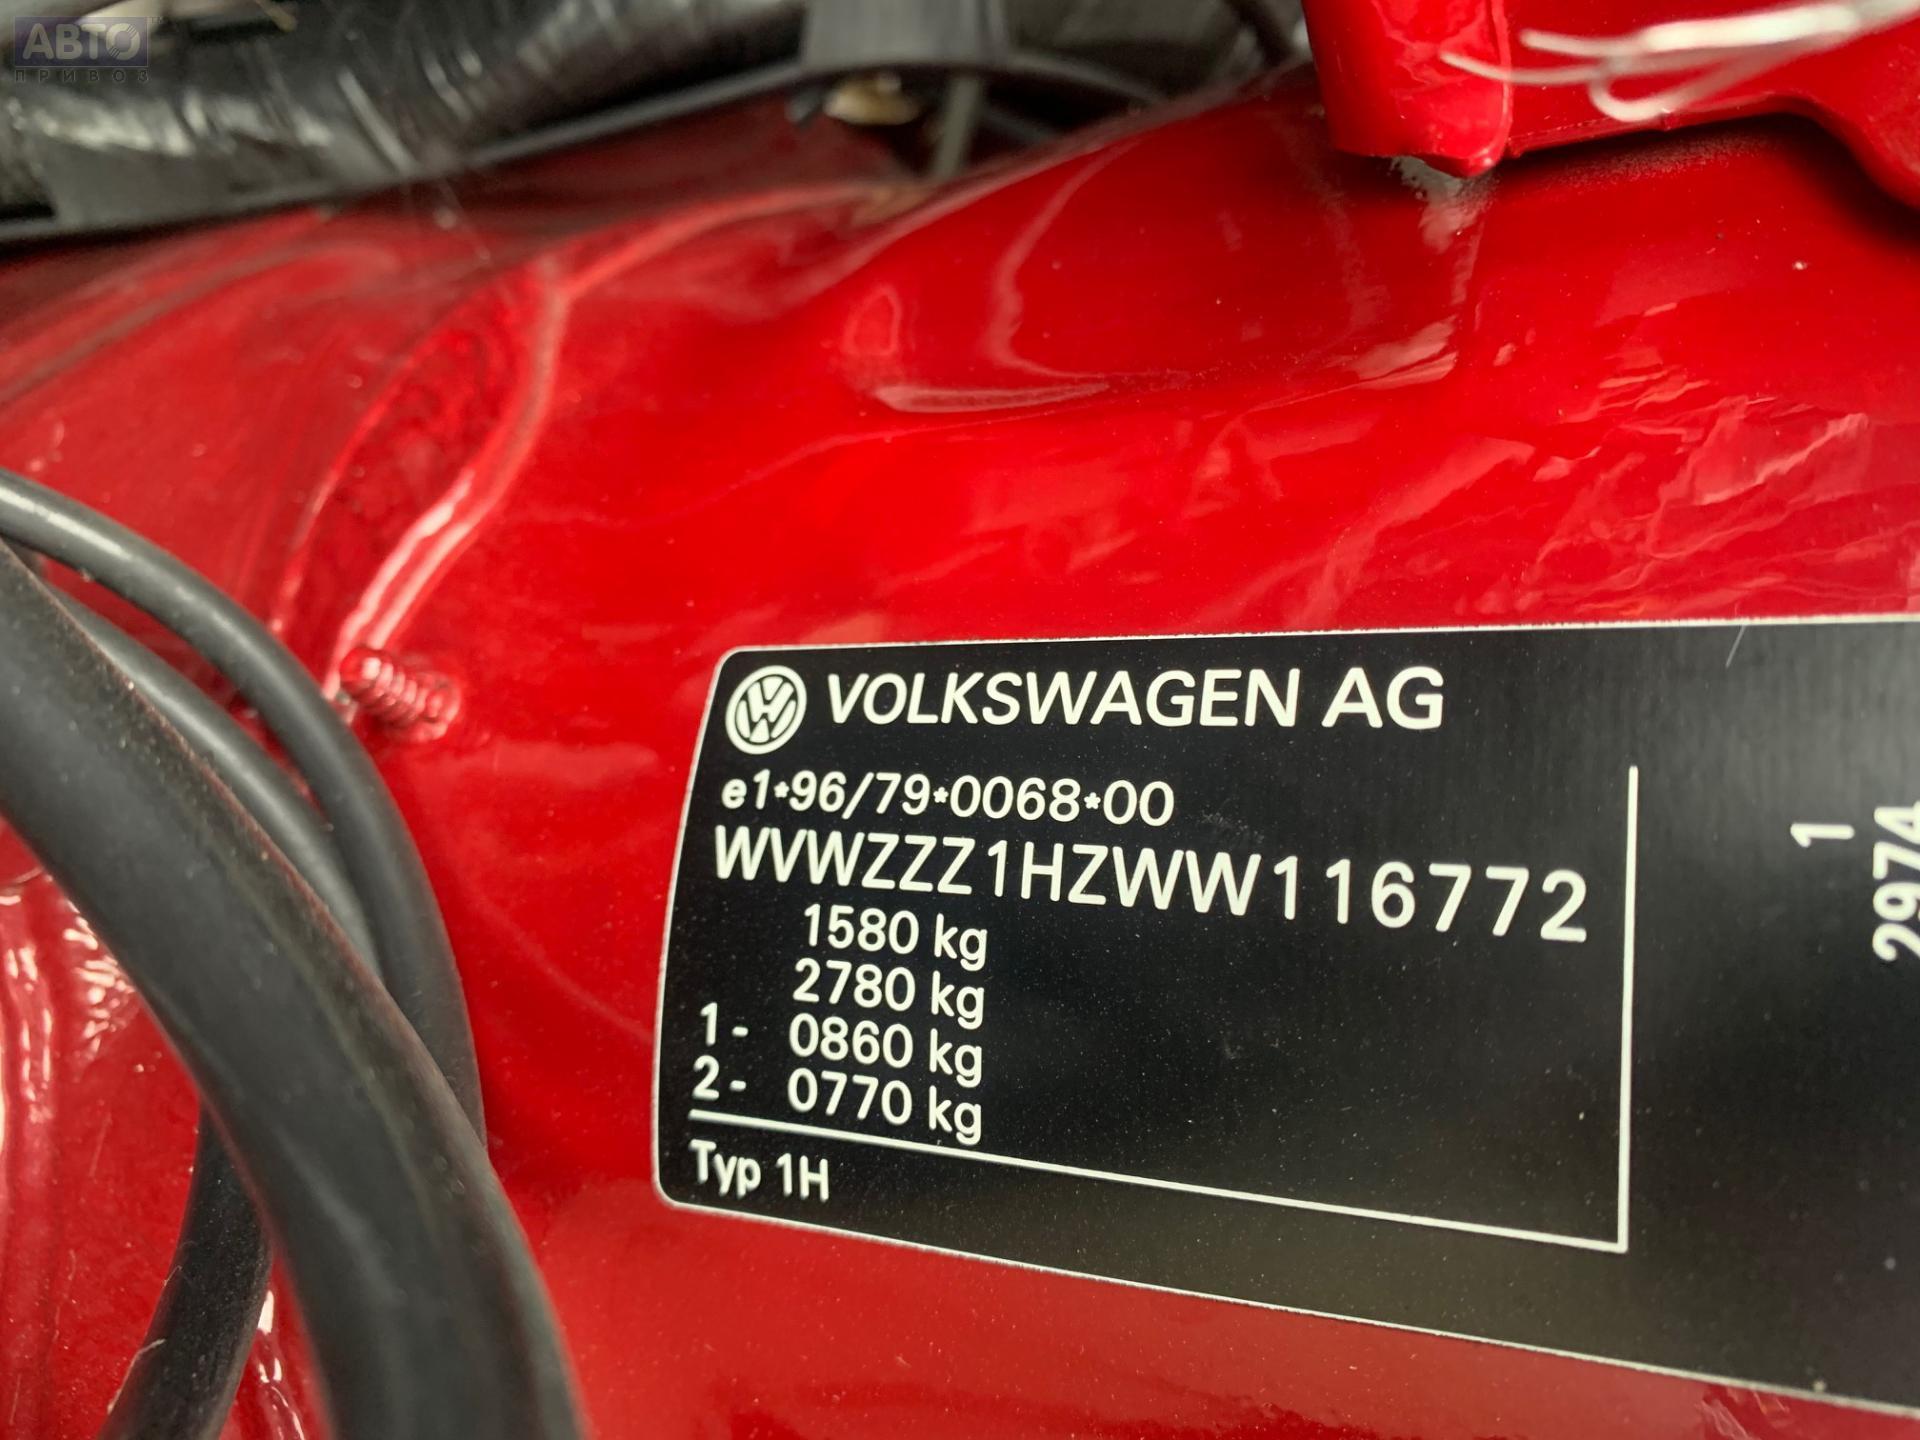 АВТО
ПРИВОЗ
VOLKSWAGEN AG
e1*96/79*0068*00
WVWZZZ1HZWW116772
1580 kg
2780 kg
1- 0860 kg
2- 0770 kg
Typ 1H
1